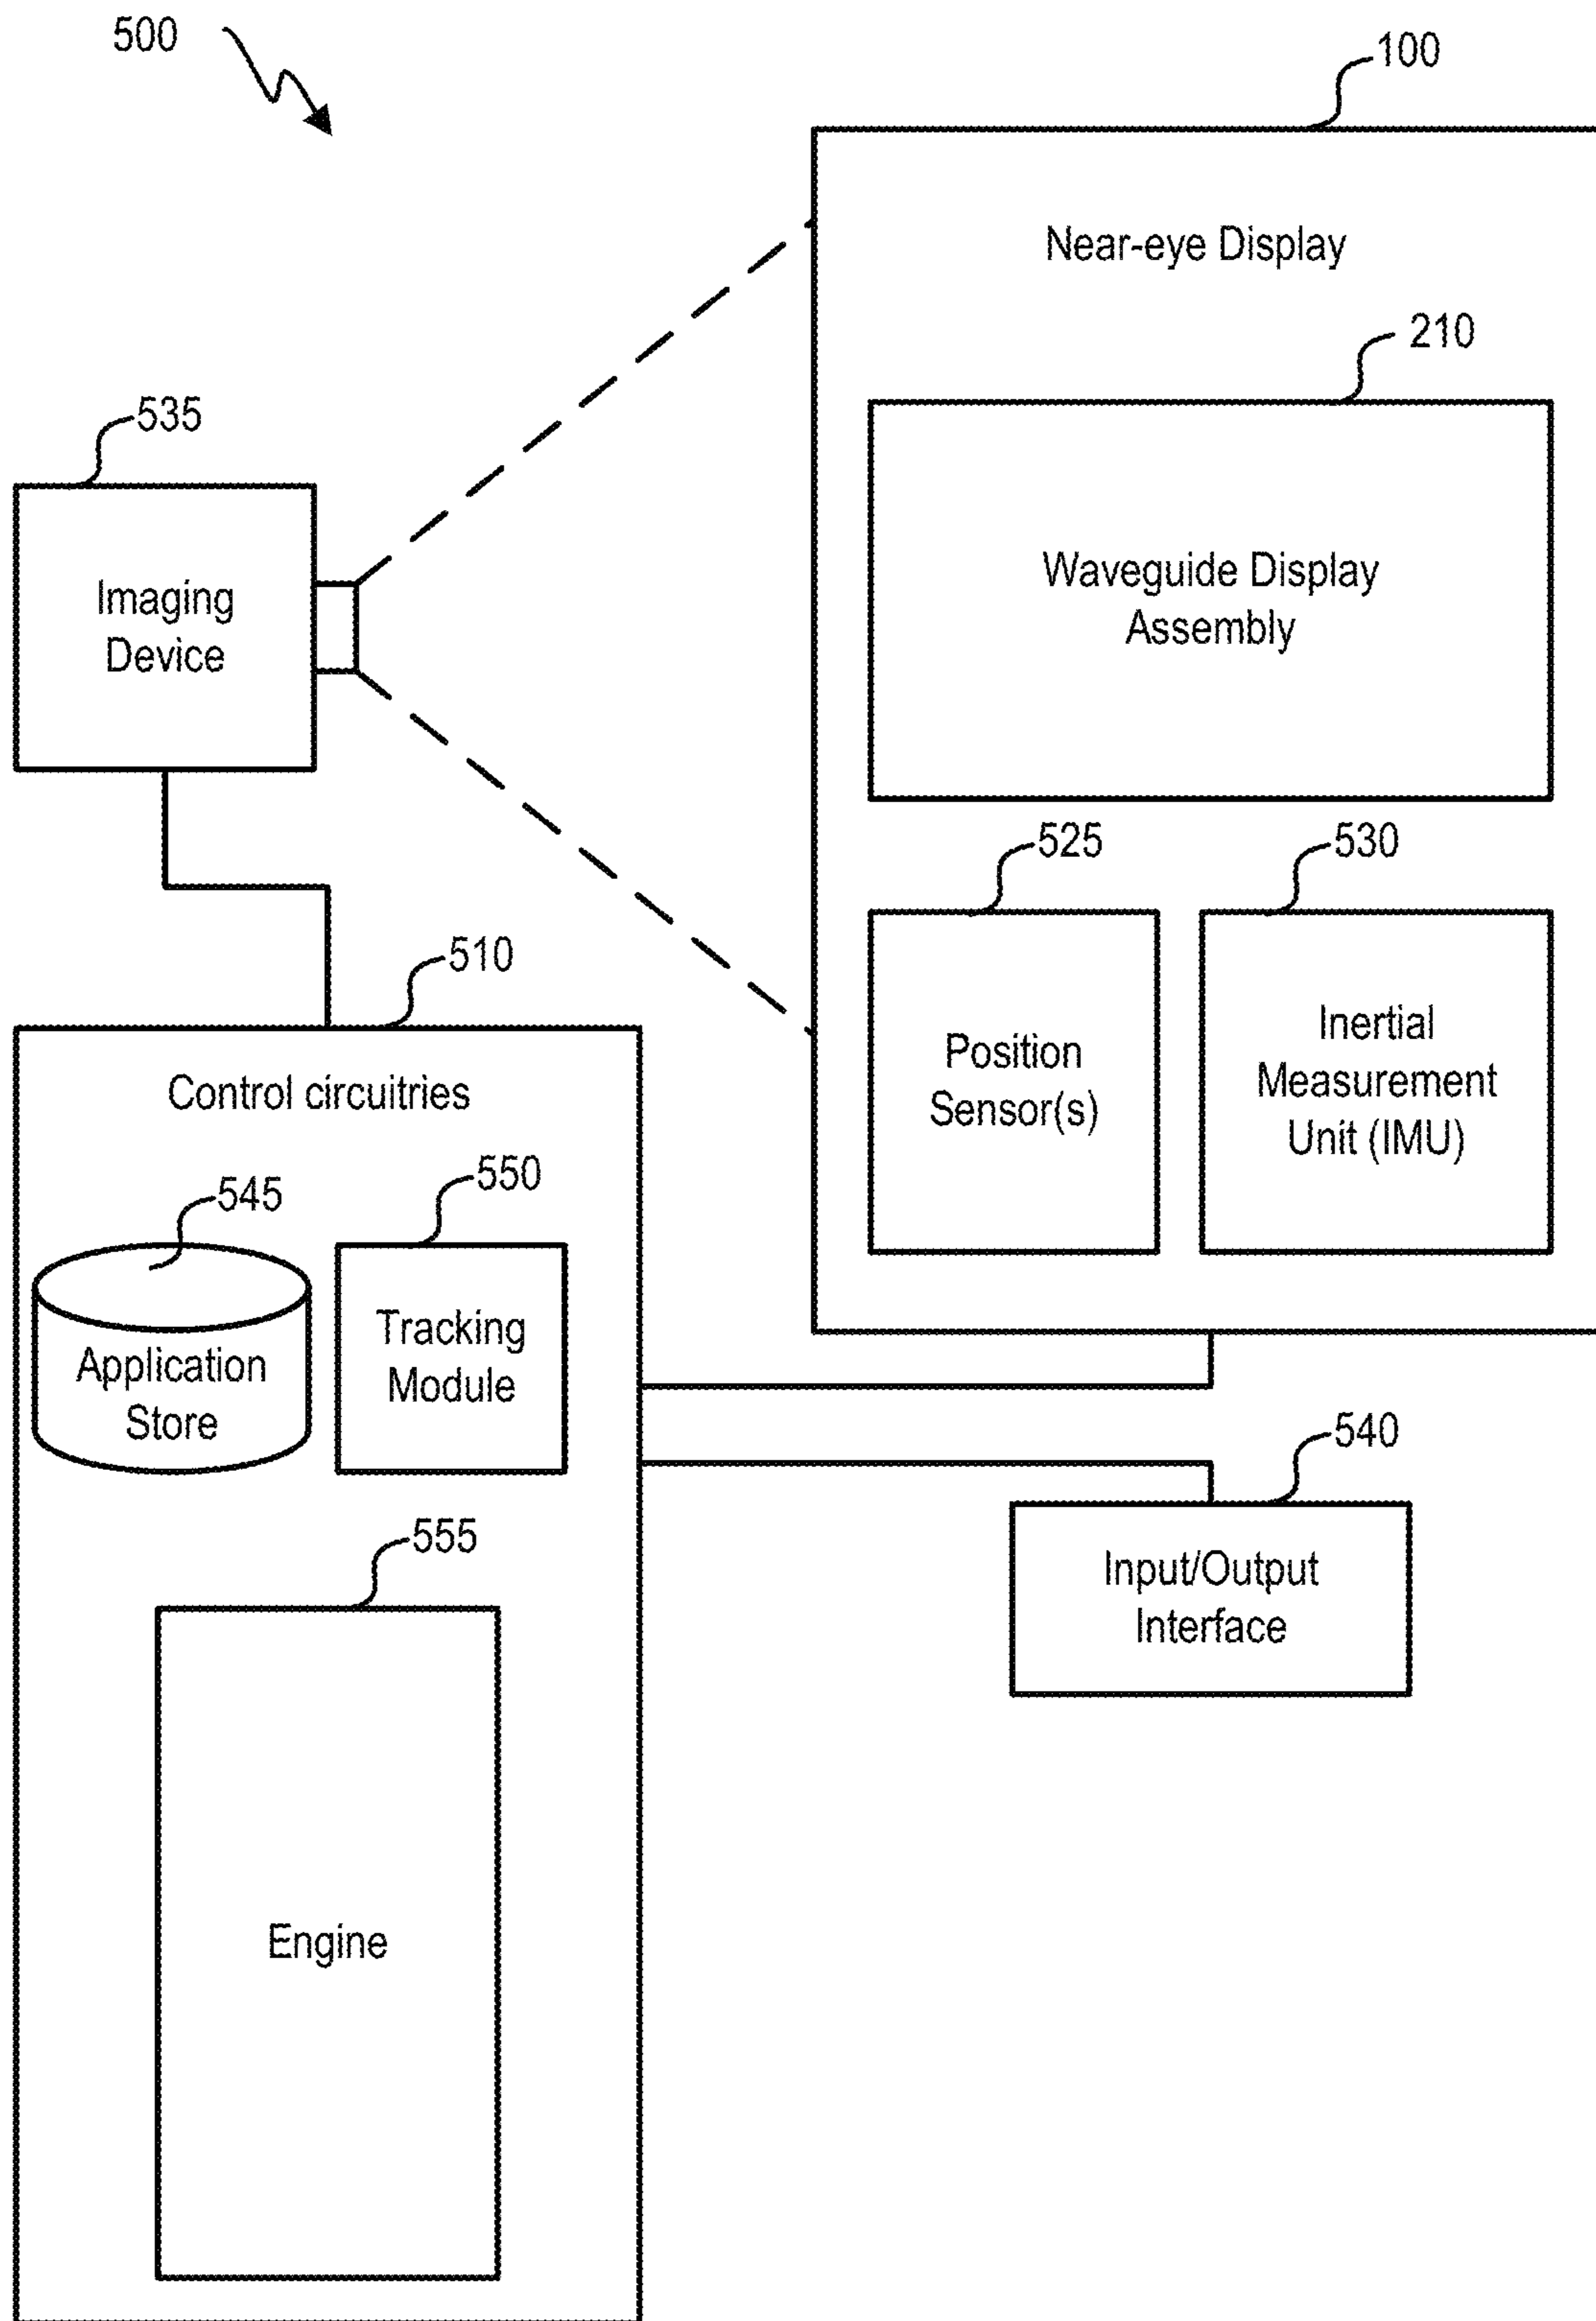 500
100
Near-eye Display
210
Waveguide Display
Assembly
535
Imaging
Device
525
530
Position
Sensor(s)
Inertial
Measurement
Unit (IMU)
510
Control circuitries
545
550
Application
Store
Tracking
Module
540
Input/Output
Interface
555
Engine